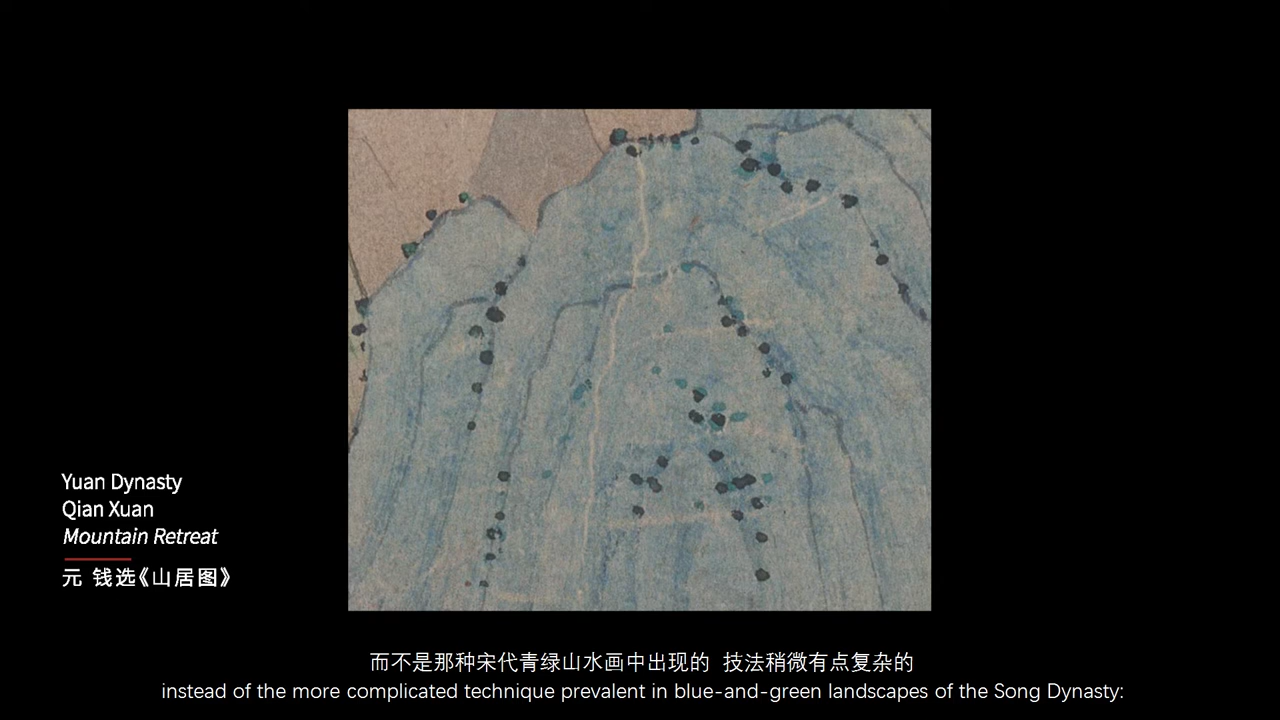 Yuan Dynasty
Qian Xuan
Mountain Retreat
元 钱选《山居图》
而不是那种宋代青绿山水画中出现的 技法稍微有点复杂的
instead of the more complicated technique prevalent in blue-and-green landscapes of the Song Dynasty: